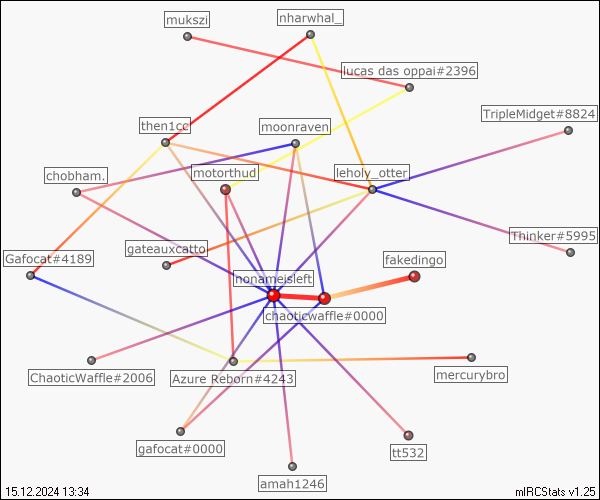 mukszi
nharwhal_
lucas das oppai#2396
TripleMidget#8824
then1cc
moonraven
chobham.
motorthud
leholy_otter
Thinker#5995
gateauxcatto
Gafocat#4189
fakedingo
nonameisleft
chaoticwaffle#0000
ChaoticWaffle#2006
Azure Reborn#4243
mercurybro
gafocat#0000
tt532
amah1246
15.12.2024 13:34
mIRCStats v1.25